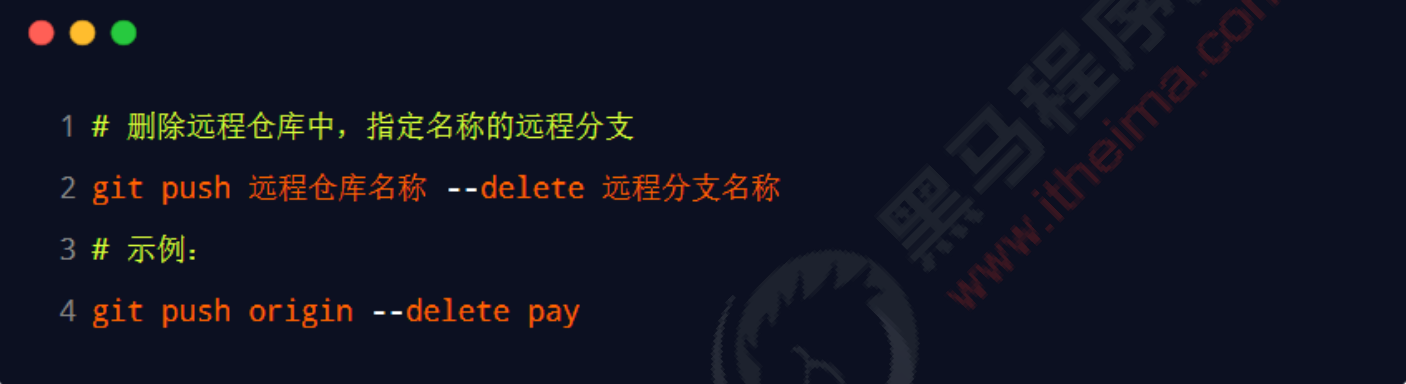 1 # 删除远程仓库中，指定名称的远程分支
2 git push 远程仓库名称 --delete 远程分支名称
3 # 示例：
4 git push origin --delete pay
黑马程序
www.itheima.com